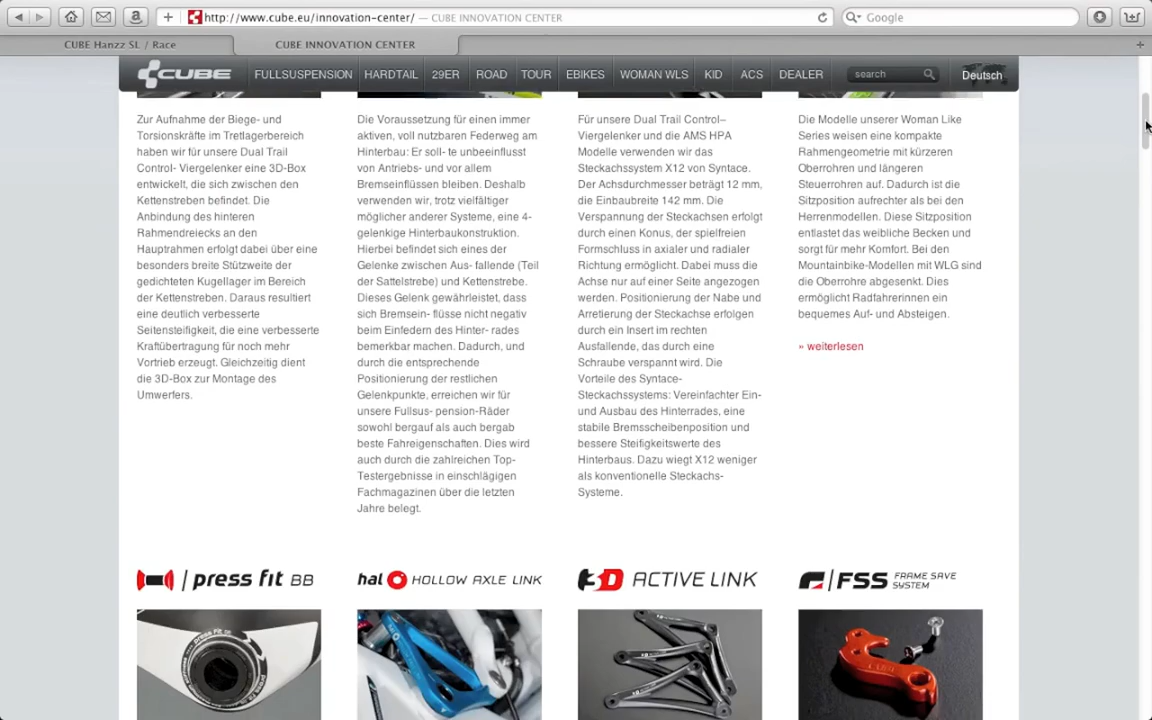 http://www.cube.eu/innovation-center/ — CUBE INNOVATION CENTER
Google
CUBE Hanzz SL / Race
CUBE INNOVATION CENTER
CUBE
FULLSUSPENSION
HARDTAIL
29ER
ROAD
TOUR
EBIKES
WOMAN WLS
KID
ACS
DEALER
search
Deutsch
Zur Aufnahme der Biege- und
Torsionskräfte im Tretlagerbereich
haben wir für unsere Dual Trail
Control- Viergelenker eine 3D-Box
entwickelt, die sich zwischen den
Kettenstreben befindet. Die
Anbindung des hinteren
Rahmendreiecks an den
Hauptrahmen erfolgt dabei über eine
besonders breite Stützweite der
gedichteten Kugellager im Bereich
der Kettenstreben. Daraus resultiert
eine deutlich verbesserte
Seitensteifigkeit, die eine verbesserte
Kraftübertragung für noch mehr
Vortrieb erzeugt. Gleichzeitig dient
die 3D-Box zur Montage des
Umwerfers.
Die Voraussetzung für einen immer
aktiven, voll nutzbaren Federweg am
Hinterbau: Er soll- te unbeeinflusst
von Antriebs- und vor allem
Bremseinflüssen bleiben. Deshalb
verwenden wir, trotz vielfältiger
möglicher anderer Systeme, eine 4-
gelenkige Hinterbaukonstruktion.
Hierbei befindet sich eines der
Gelenke zwischen Aus- fallende (Teil
der Sattelstrebe) und Kettenstrebe.
Dieses Gelenk gewährleistet, dass
sich Bremsein- flüsse nicht negativ
beim Einfedern des Hinter- rades
bemerkbar machen. Dadurch, und
durch die entsprechende
Positionierung der restlichen
Gelenkpunkte, erreichen wir für
unsere Fullsus- pension-Räder
sowohl bergauf als auch bergab
beste Fahreigenschaften. Dies wird
auch durch die zahlreichen Top-
Testergebnisse in einschlägigen
Fachmagazinen über die letzten
Jahre belegt.
Für unsere Dual Trail Control–
Viergelenker und die AMS HPA
Modelle verwenden wir das
Steckachssystem X12 von Syntace.
Der Achsdurchmesser beträgt 12 mm,
die Einbaubreite 142 mm. Die
Verspannung der Steckachsen erfolgt
durch einen Konus, der spielfreien
Formschluss in axialer und radialer
Richtung ermöglicht. Dabei muss die
Achse nur auf einer Seite angezogen
werden. Positionierung der Nabe und
Arretierung der Steckachse erfolgen
durch ein Insert im rechten
Ausfallende, das durch eine
Schraube verspannt wird. Die
Vorteile des Syntace-
Steckachssystems: Vereinfachter Ein-
und Ausbau des Hinterrades, eine
stabile Bremsscheibenposition und
bessere Steifigkeitswerte des
Hinterbaus. Dazu wiegt X12 weniger
als konventionelle Steckachs-
Systeme.
Die Modelle unserer Woman Like
Series weisen eine kompakte
Rahmengeometrie mit kürzeren
Oberrohren und längeren
Steuerrohren auf. Dadurch ist die
Sitzposition aufrechter als bei den
Herrenmodellen. Diese Sitzposition
entlastet das weibliche Becken und
sorgt für mehr Komfort. Bei den
Mountainbike-Modellen mit WLG sind
die Oberrohre abgesenkt. Dies
ermöglicht Radfahrerinnen ein
bequemes Auf- und Absteigen.
» weiterlesen
press fit BB
hal HOLLOW AXLE LINK
3D ACTIVE LINK
FSS FRAME SAVE
SYSTEM